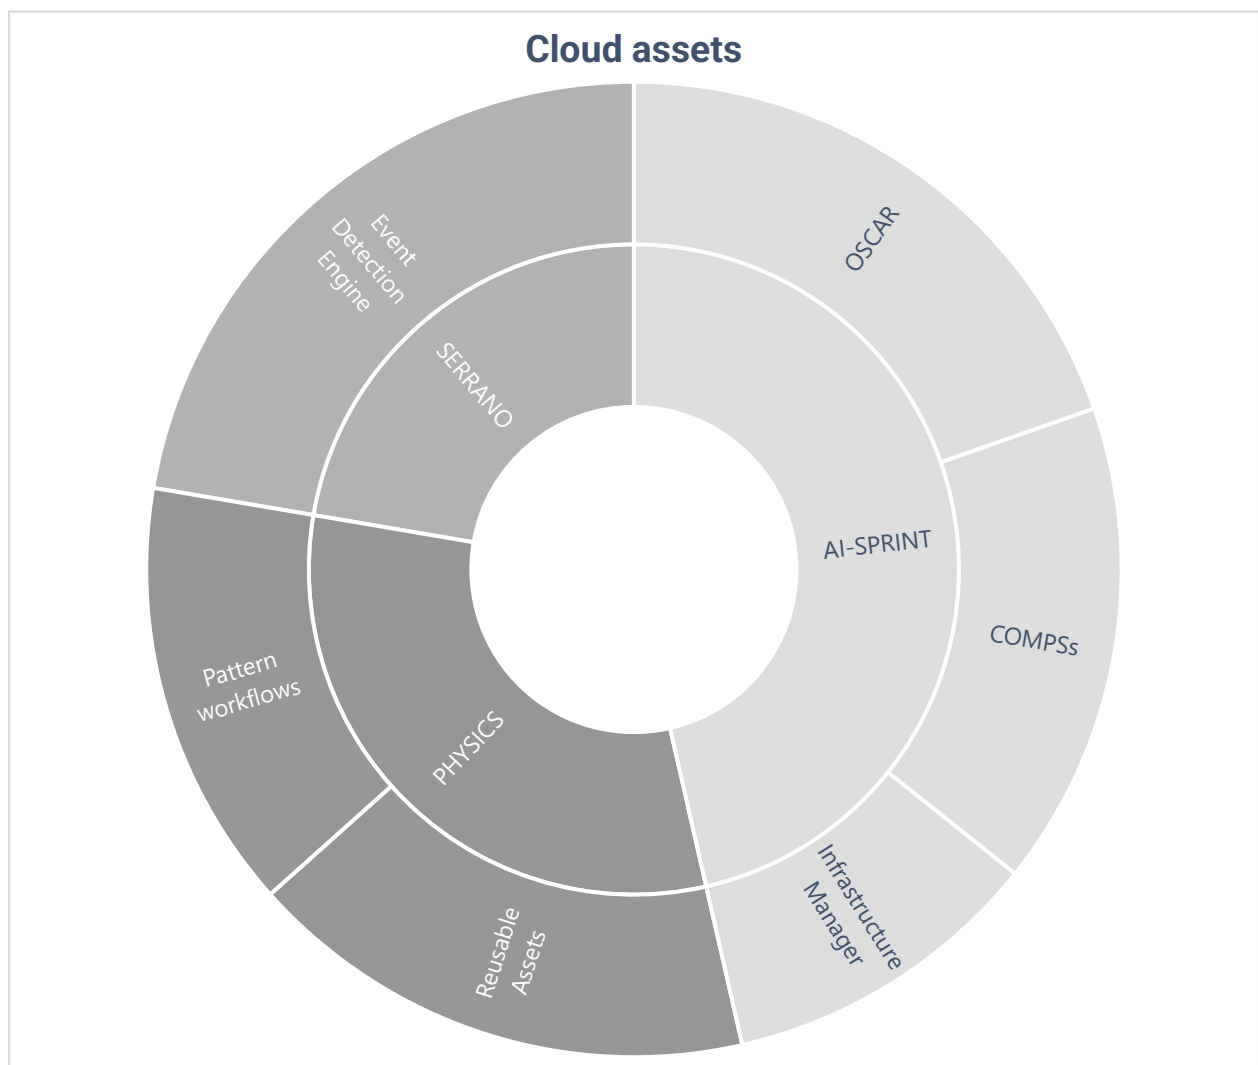 Cloud assets
OSCAR
AI-SPRINT
COMPSs
Infrastructure
Manager
Reusable
Assets
PHYSICS
Pattern
workflows
SERRANO
Event
Detection
Engine